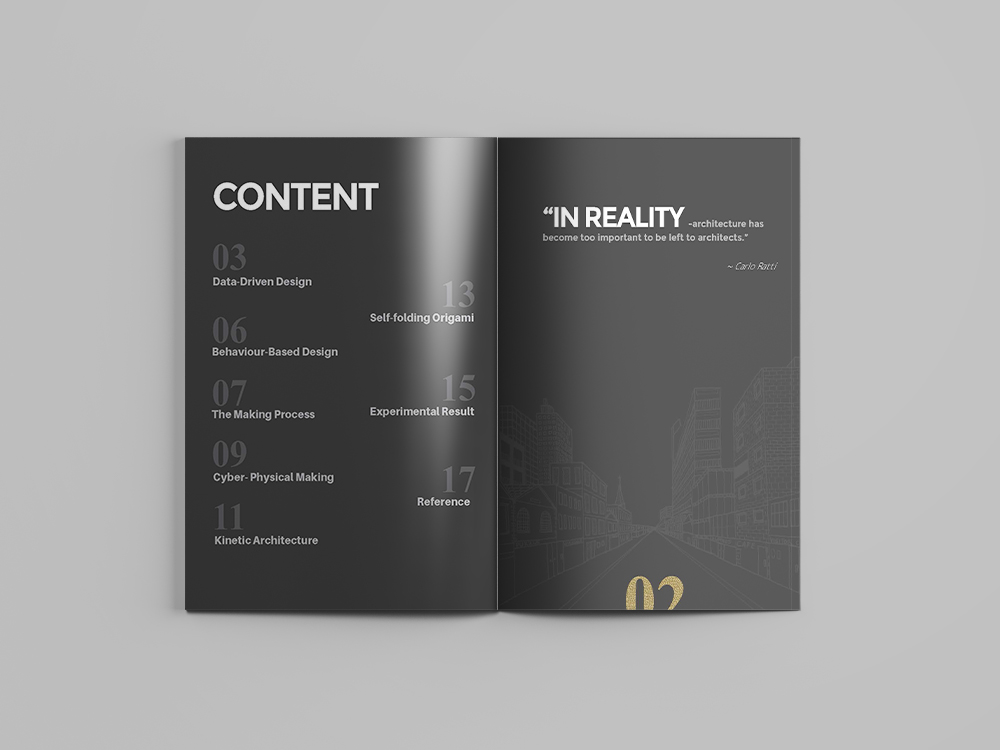 CONTENT
03
Data-Driven Design
06
Behaviour-Based Design
07
The Making Process
09
Cyber- Physical Making
11
Kinetic Architecture
13
Self-folding Origami
15
Experimental Result
17
Reference
“IN REALITY -architecture has
become too important to be left to architects.”
~ Carlo Ratti
02